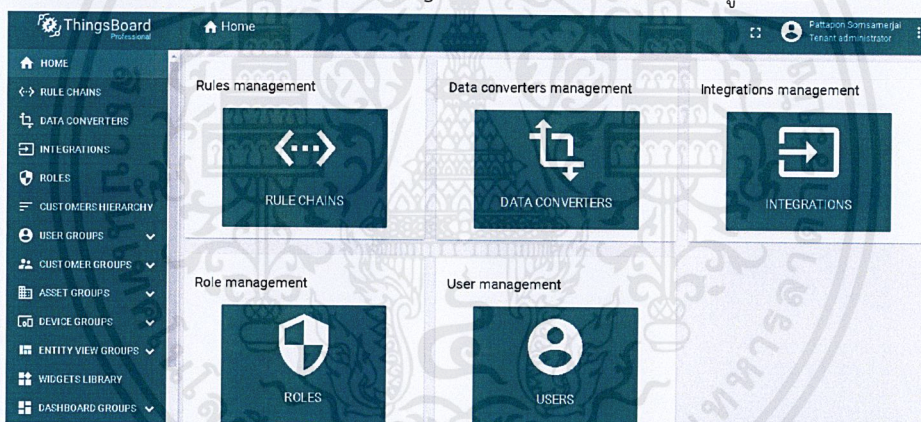 ThingsBoard
Professional
Home
Pattapon Somsamerjai
Tenant administrator
HOME
RULE CHAINS
DATA CONVERTERS
INTEGRATIONS
ROLES
CUSTOMERS HIERARCHY
USER GROUPS
CUSTOMER GROUPS
ASSET GROUPS
DEVICE GROUPS
ENTITY VIEW GROUPS
WIDGETS LIBRARY
DASHBOARD GROUPS
Rules management
RULE CHAINS
Data converters management
DATA CONVERTERS
Integrations management
INTEGRATIONS
Role management
ROLES
User management
USERS